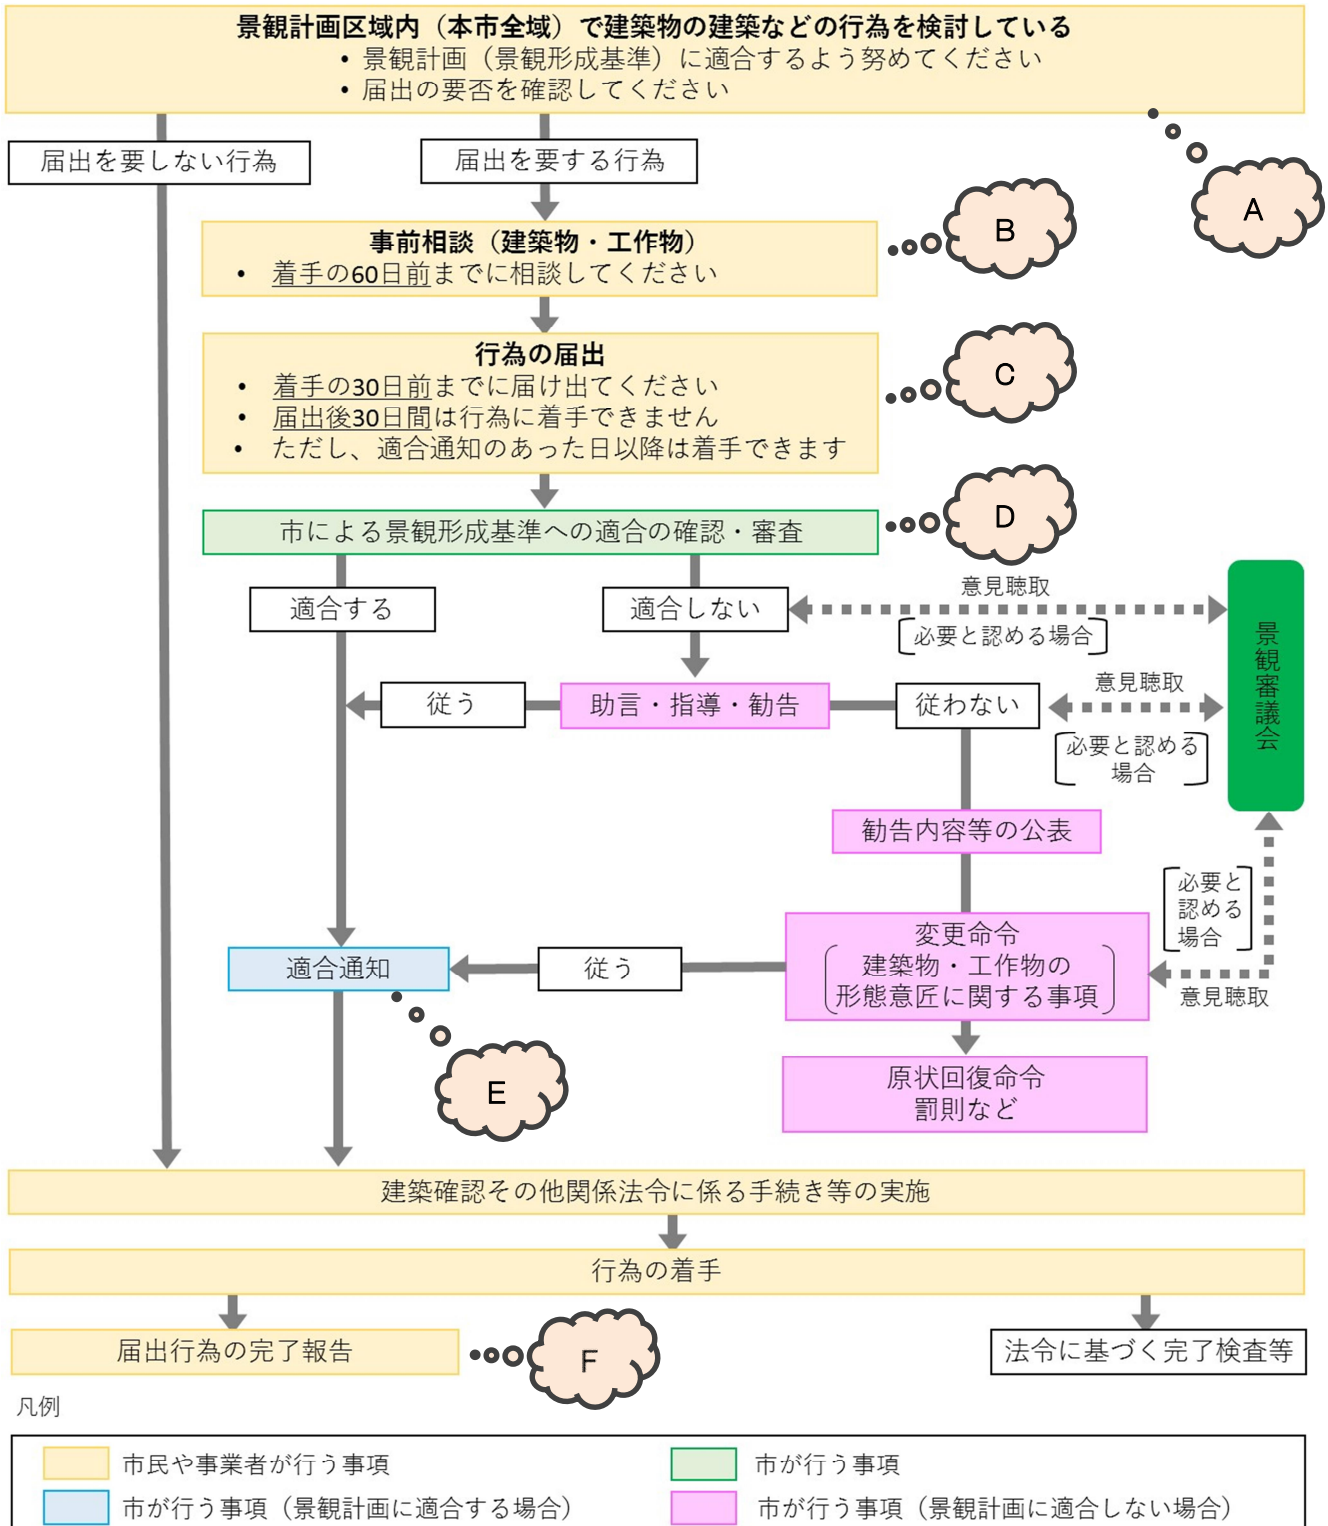 景観計画区域内（本市全域）で建築物の建築などの行為を検討している
• 景観計画（景観形成基準）に適合するよう努めてください
• 届出の要否を確認してください
届出を要しない行為
届出を要する行為
A
事前相談（建築物・工作物）
• 着手の60日前までに相談してください
B
行為の届出
• 着手の30日前までに届け出てください
• 届出後30日間は行為に着手できません
• ただし、適合通知のあった日以降は着手できます
C
市による景観形成基準への適合の確認・審査
D
適合する
適合しない
意見聴取
必要と認める場合
景観審議会
従う
助言・指導・勧告
従わない
意見聴取
必要と認める
場合
勧告内容等の公表
必要と
認める
場合
変更命令
建築物・工作物の
形態意匠に関する事項
意見聴取
適合通知
従う
E
原状回復命令
罰則など
建築確認その他関係法令に係る手続き等の実施
行為の着手
届出行為の完了報告
F
法令に基づく完了検査等
凡例
市民や事業者が行う事項
市が行う事項
市が行う事項（景観計画に適合する場合）
市が行う事項（景観計画に適合しない場合）